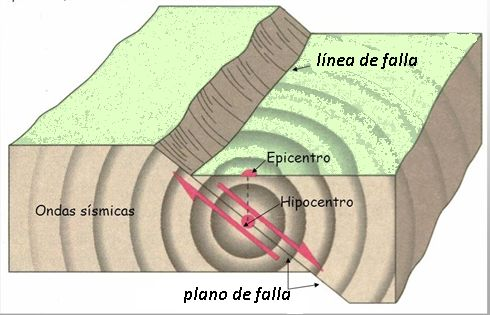 línea de falla
Epicentro
Hipocentro
Ondas sísmicas
plano de falla